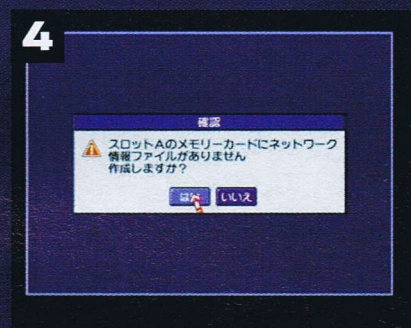 4
確認
スロットAのメモリーカードにネットワーク
情報ファイルがありません
作成しますか?
はい
いいえ